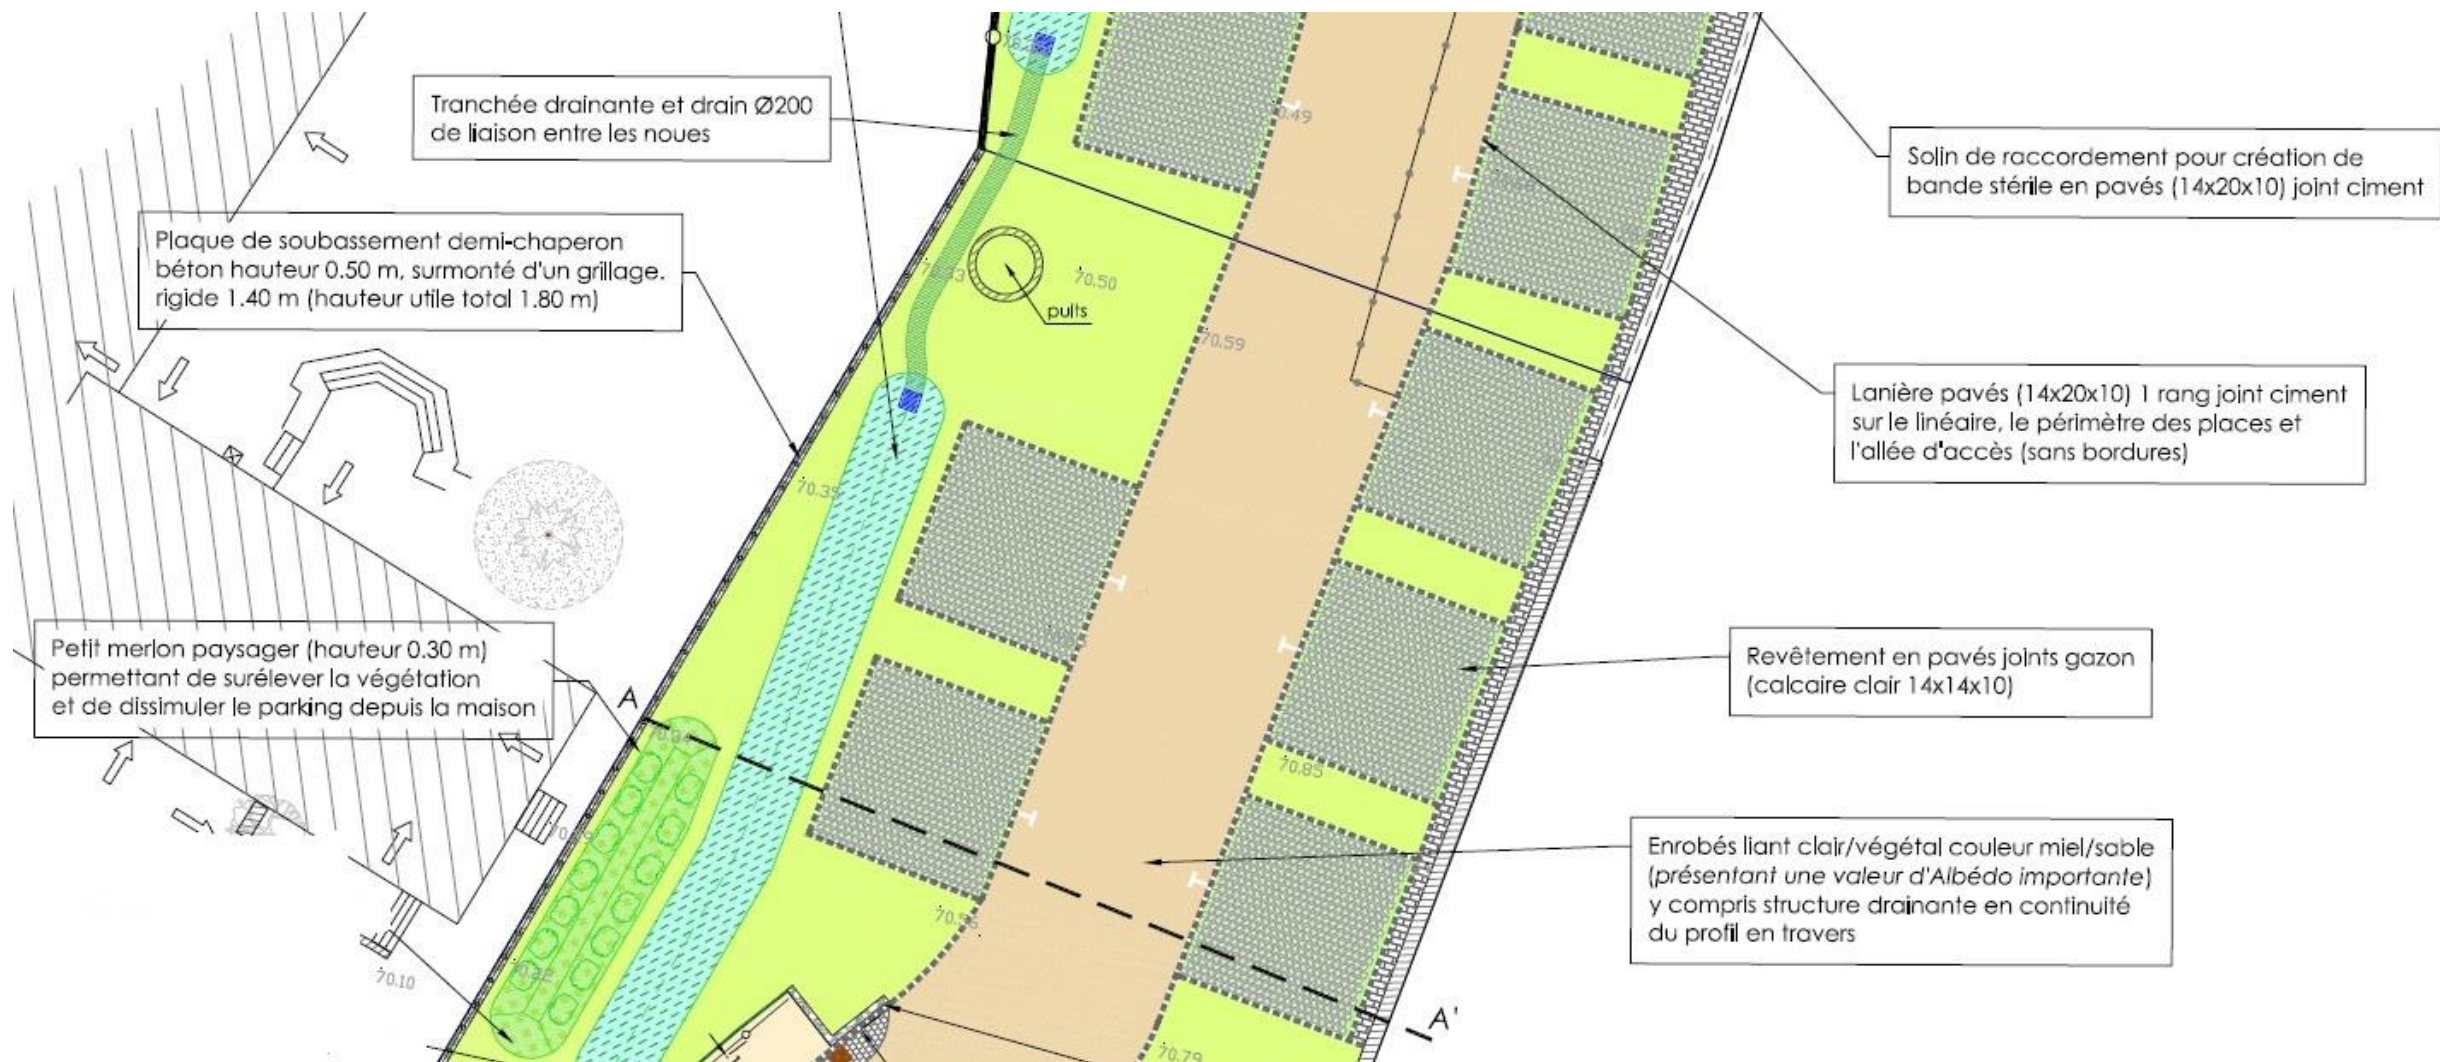 Tranchée drainante et drain Ø200
de liaison entre les noues
Solin de raccordement pour création de
bande stérile en pavés (14x20x10) joint ciment
Plaque de soubassement demi-chaperon
béton hauteur 0.50 m, surmonté d'un grillage.
rigide 1.40 m (hauteur utile total 1.80 m)
70.50
puits
70.59
Lanière pavés (14x20x10) 1 rang joint ciment
sur le linéaire, le périmètre des places et
l'allée d'accès (sans bordures)
70.35
Petit merlon paysager (hauteur 0.30 m)
permettant de surélever la végétation
et de dissimuler le parking depuis la maison
A
Revêtement en pavés joints gazon
(calcaire clair 14x14x10)
70.85
Enrobés liant clair/végétal couleur miel/sable
(présentant une valeur d'Albédo importante)
y compris structure drainante en continuité
du profil en travers
70.10
A'
70.79